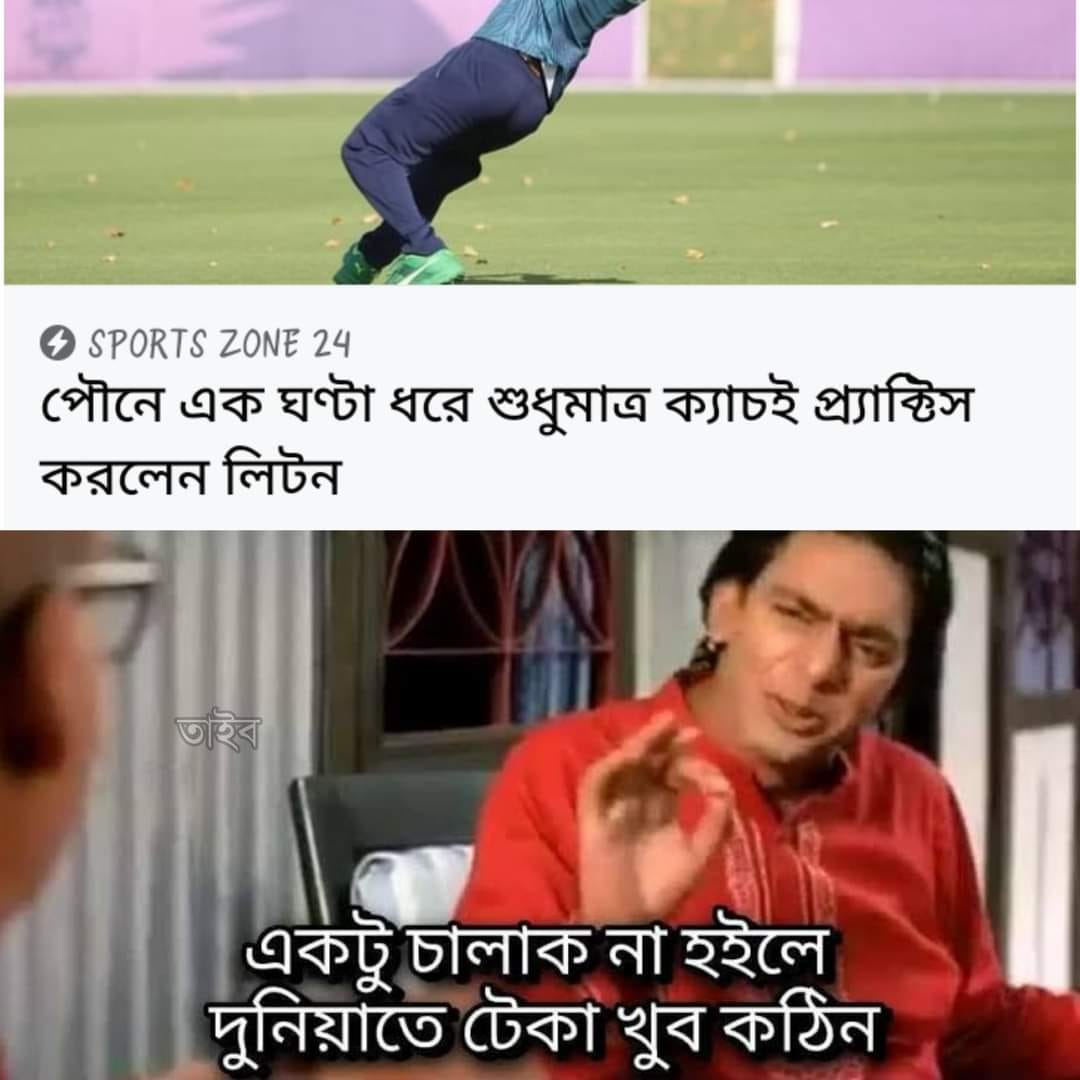 SPORTS ZONE 24
পৌনে এক ঘণ্টা ধরে শুধুমাত্র ক্যাচই প্র্যাক্টিস
করলেন লিটন
তাইব
একটু চালাক না হইলে
দুনিয়াতে টেকা খুব কঠিন